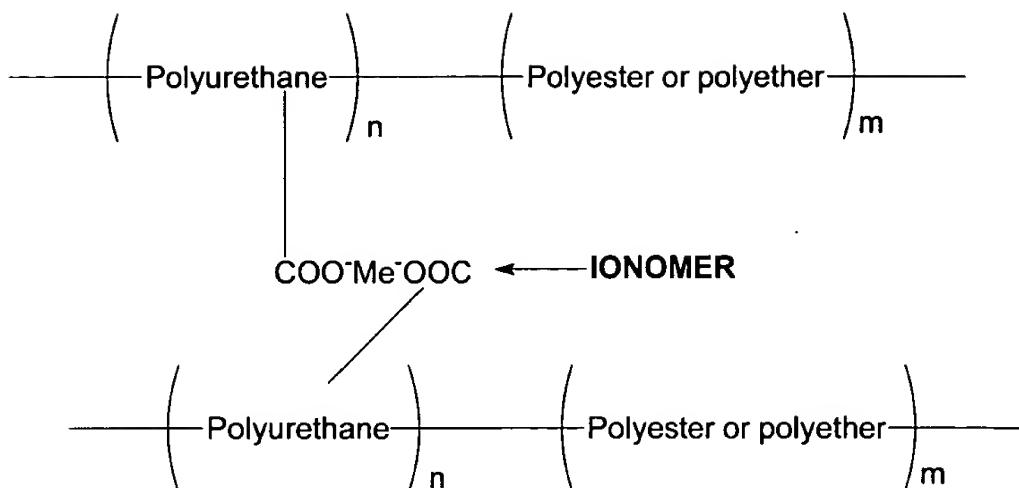 Polyurethane Polyester or polyether
n m
COO⁻Me⁻OOC IONOMER
Polyurethane Polyester or polyether
n m